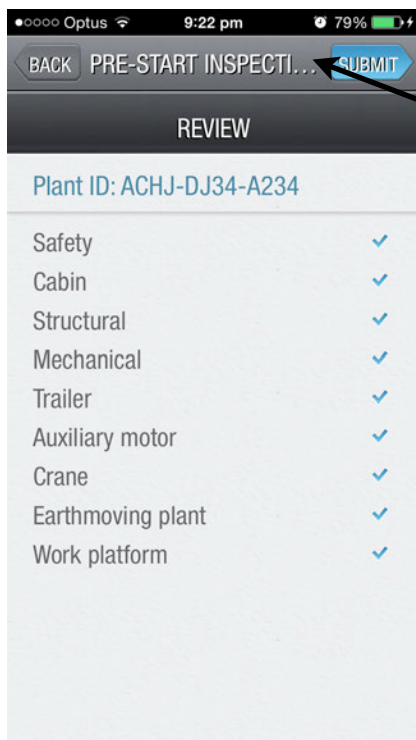 Optus 9:22 pm 79%
BACK PRE-START INSPECTI... SUBMIT
REVIEW
Plant ID: ACHJ-DJ34-A234
Safety
Cabin
Structural
Mechanical
Trailer
Auxiliary motor
Crane
Earthmoving plant
Work platform